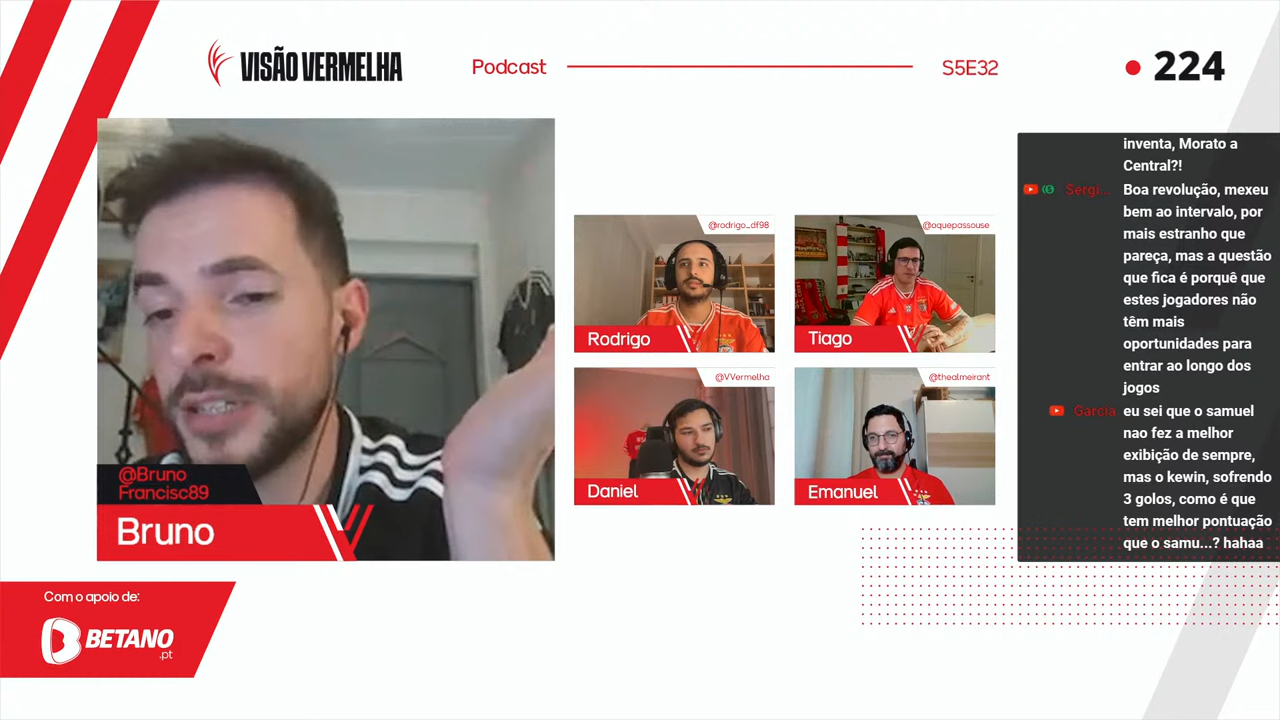 VISÃO VERMELHA
Podcast
S5E32
224
@rodrigo_df98
Rodrigo
@oquepassouse
Tiago
@VVermelha
Daniel
@thealmeirant
Emanuel
@Bruno
Francisc89
Bruno
Com o apoio de:
BETANO
.pt
inventa, Morato a
Central?!
Sergi...
Boa revolução, mexeu
bem ao intervalo, por
mais estranho que
pareça, mas a questão
que fica é porquê que
estes jogadores não
têm mais
oportunidades para
entrar ao longo dos
jogos
Garcia
eu sei que o samuel
nao fez a melhor
exibição de sempre,
mas o kewin, sofrendo
3 golos, como é que
tem melhor pontuação
que o samu...? hahaa